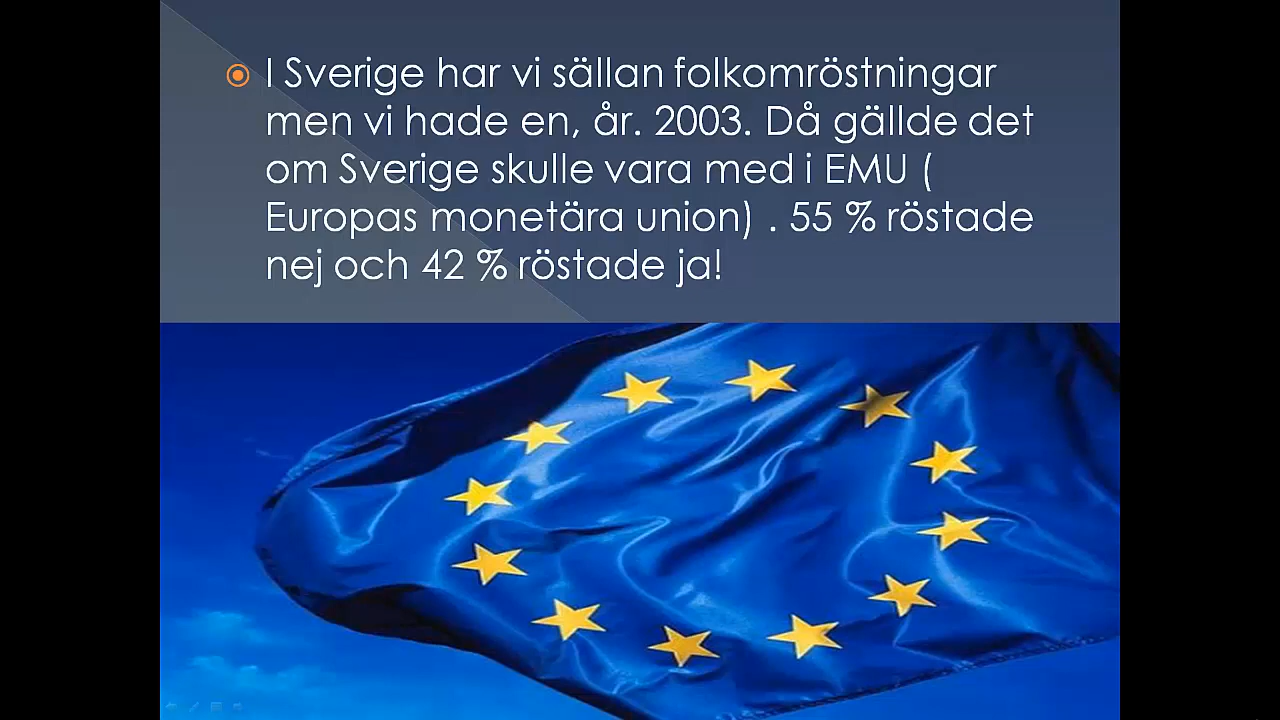 I Sverige har vi sällan folkomröstningar
men vi hade en, år. 2003. Då gällde det
om Sverige skulle vara med i EMU (
Europas monetära union) . 55 % röstade
nej och 42 % röstade ja!